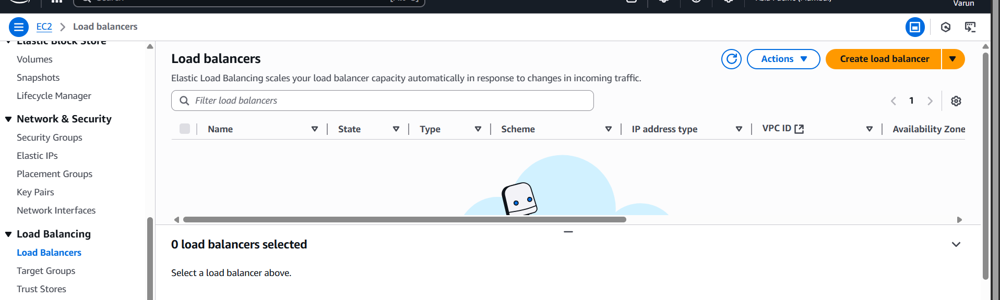 Varun
EC2 > Load balancers
Elastic Block Store
Volumes
Snapshots
Lifecycle Manager
Network & Security
Security Groups
Elastic IPs
Placement Groups
Key Pairs
Network Interfaces
Load Balancing
Load Balancers
Target Groups
Trust Stores
Load balancers
Actions
Create load balancer
Elastic Load Balancing scales your load balancer capacity automatically in response to changes in incoming traffic.
Filter load balancers
1
Name State Type Scheme IP address type VPC ID Availability Zone
0 load balancers selected
Select a load balancer above.